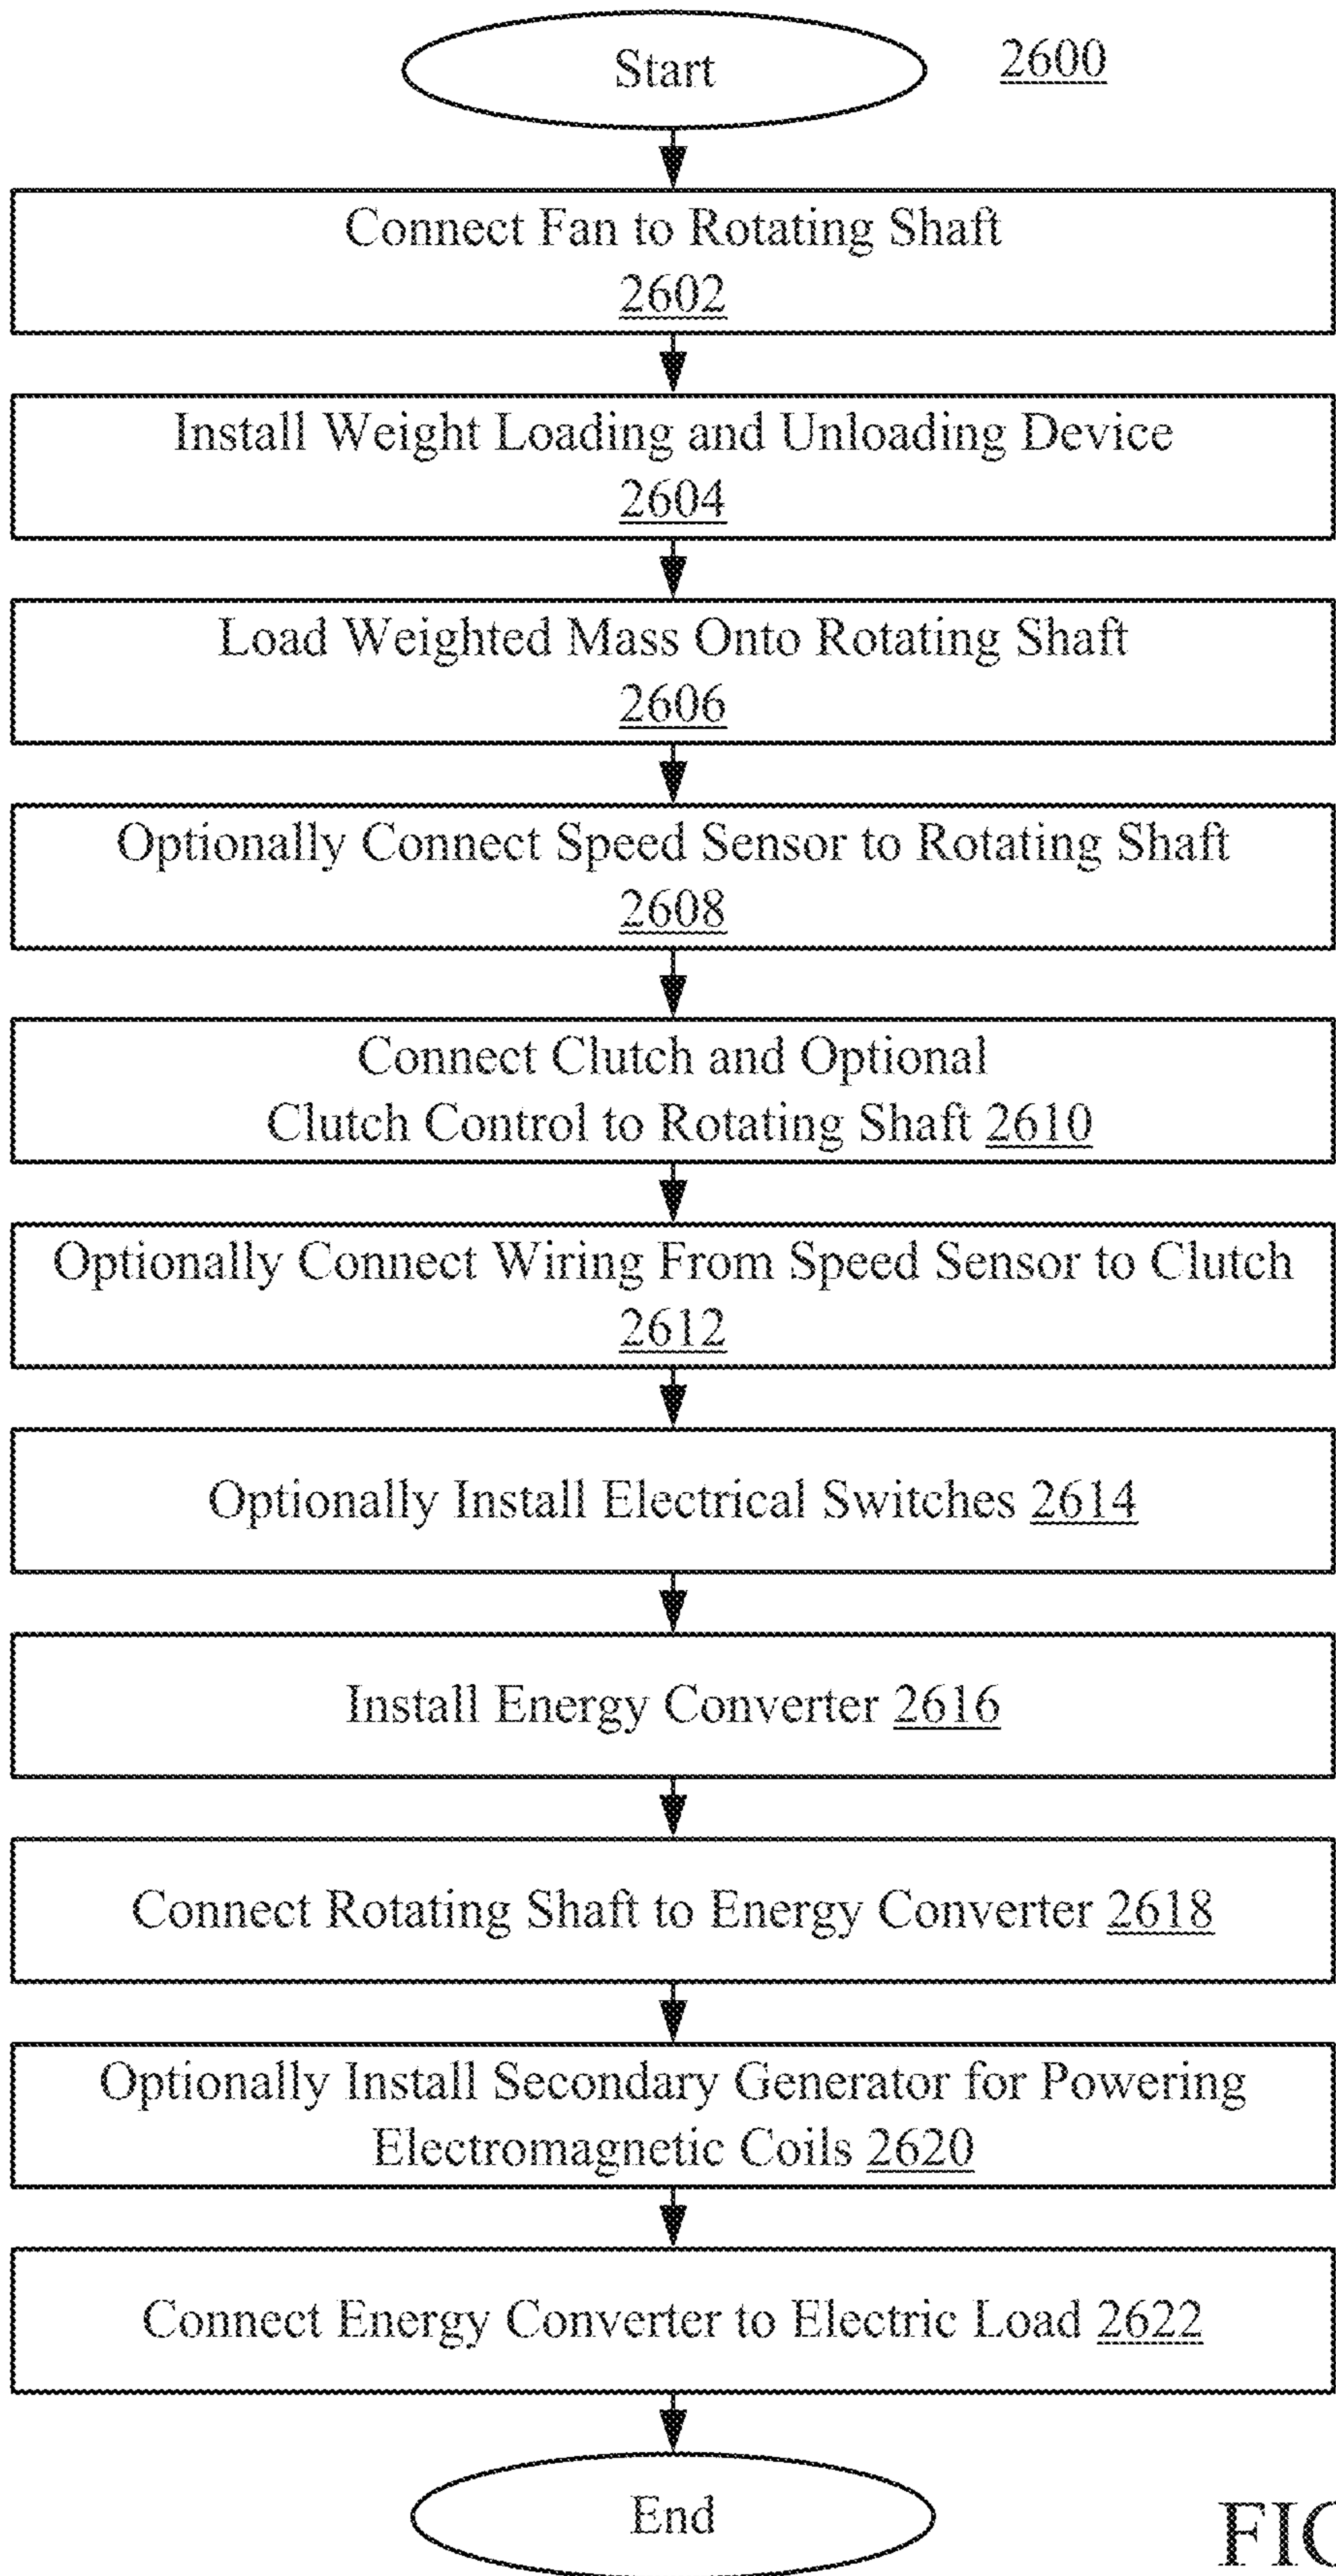 Start
2600
Connect Fan to Rotating Shaft
2602
Install Weight Loading and Unloading Device
2604
Load Weighted Mass Onto Rotating Shaft
2606
Optionally Connect Speed Sensor to Rotating Shaft
2608
Connect Clutch and Optional
Clutch Control to Rotating Shaft 2610
Optionally Connect Wiring From Speed Sensor to Clutch
2612
Optionally Install Electrical Switches 2614
Install Energy Converter 2616
Connect Rotating Shaft to Energy Converter 2618
Optionally Install Secondary Generator for Powering
Electromagnetic Coils 2620
Connect Energy Converter to Electric Load 2622
End